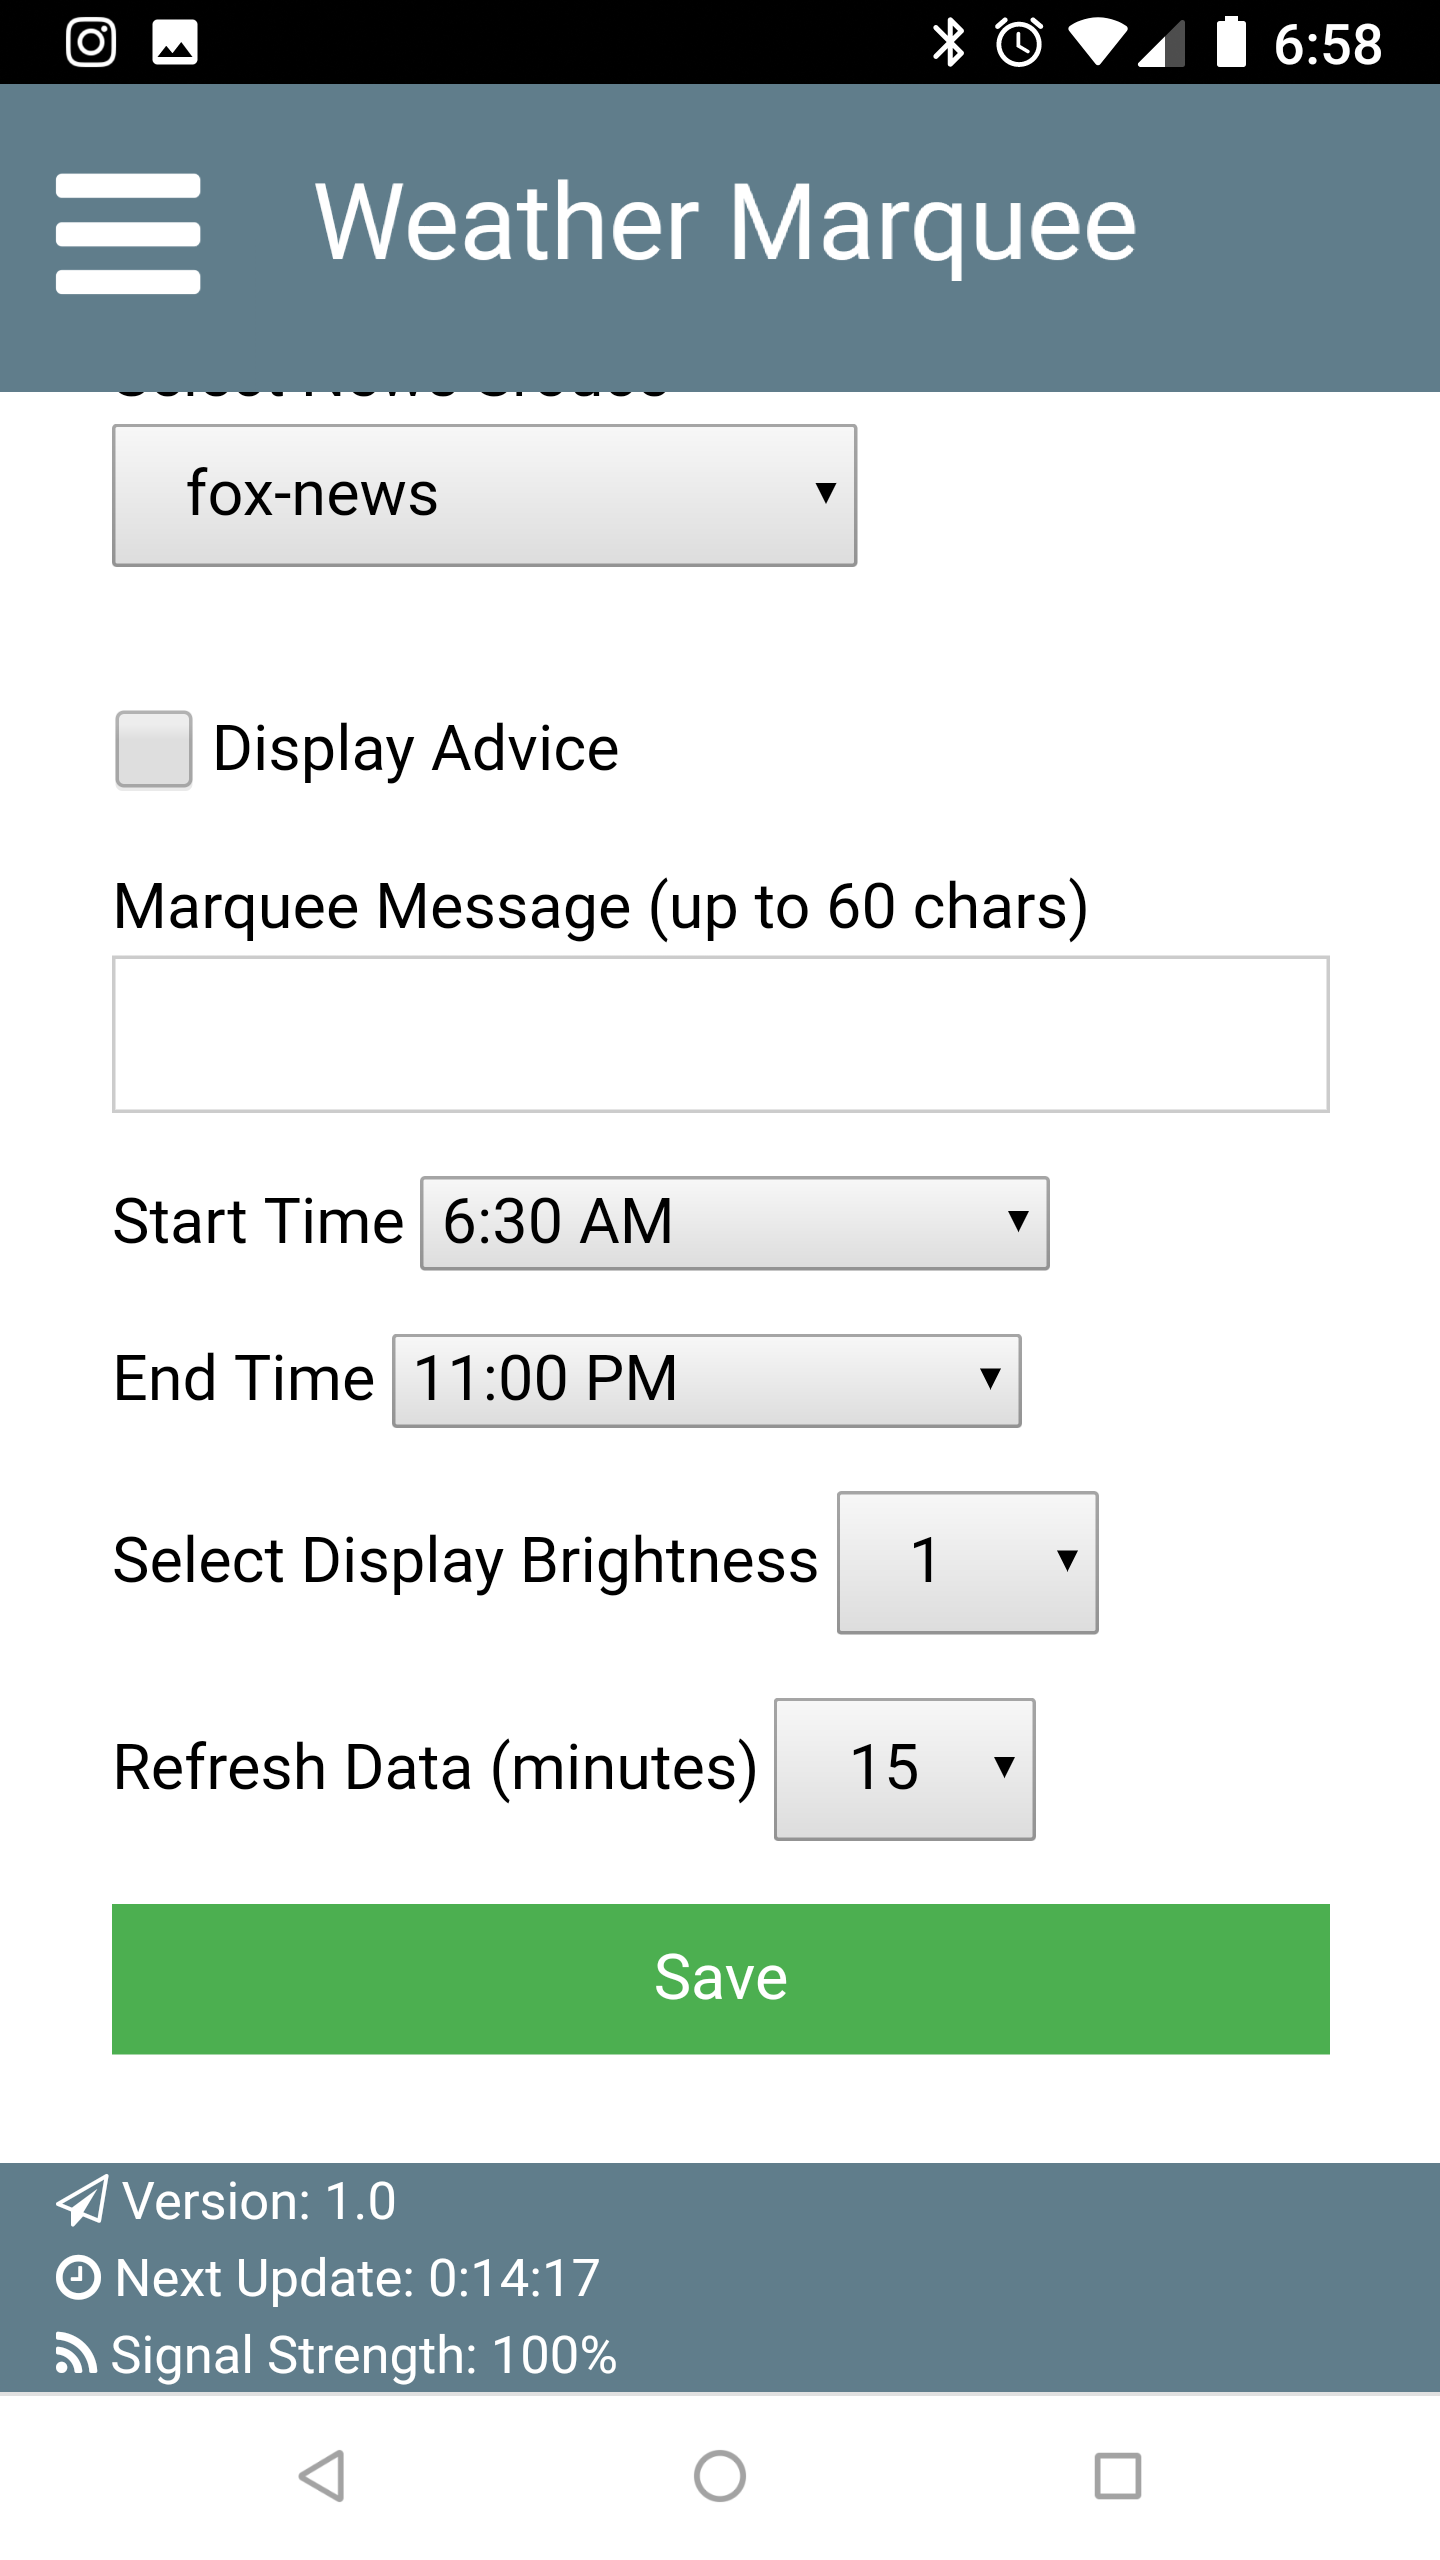 6:58
Weather Marquee
fox-news
Display Advice
Marquee Message (up to 60 chars)
Start Time 6:30 AM
End Time 11:00 PM
Select Display Brightness 1
Refresh Data (minutes) 15
Save
Version: 1.0
Next Update: 0:14:17
Signal Strength: 100%